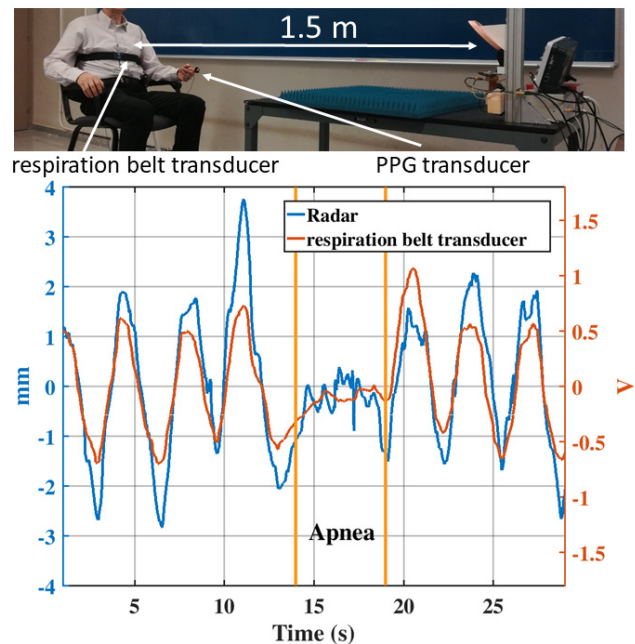 1.5 m
respiration belt transducer
PPG transducer
4
3
2
1
0
-1
-2
-3
-4
mm
Radar
respiration belt transducer
Apnea
1.5
1
0.5
0
-0.5
-1
-1.5
V
5
10
15
20
25
Time (s)